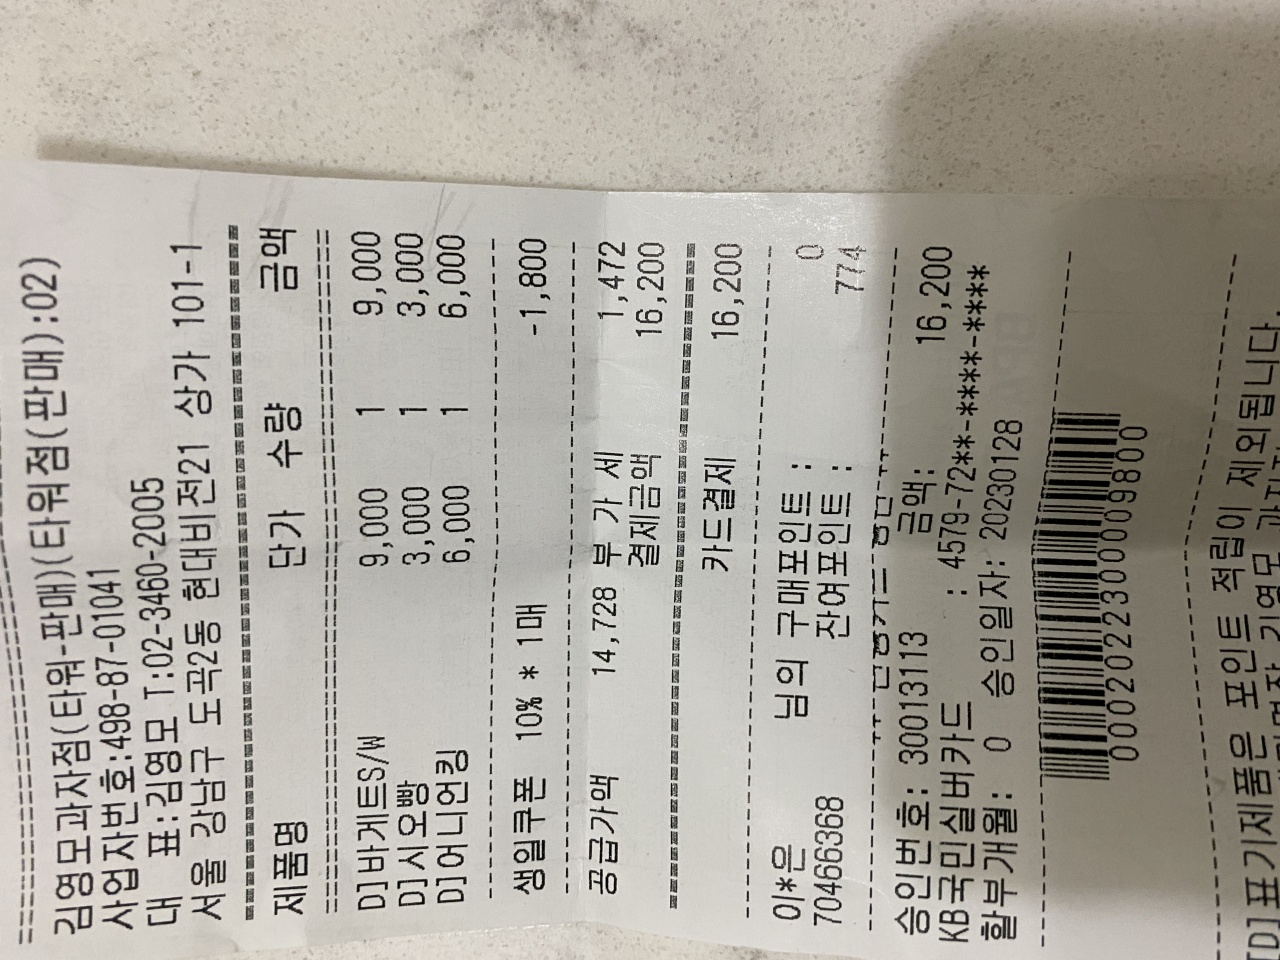 김영모과자점(타워-판매)(타워점(판매):02)
사업자번호:498-87-01041
대 표:김영모 T:02-3460-2005
서울 강남구 도곡2동 현대비전21 상가 101-1
제품명 단가 수량 금액
D]바게트S/W 9,000 1 9,000
D]시오빵 3,000 1 3,000
D]어니언킹 6,000 1 6,000
생일쿠폰 10% * 1매 -1,800
공급가액 14,728 부 가 세 1,472
결제금액 16,200
카드결제 16,200
이*은 님의 구매포인트 : 0
70466368 잔여포인트 : 774
승인번호: 30013113 금액: 16,200
KB국민실버카드 : 4579-72**-****-****
할부개월: 0 승인일자: 20230128
00020222300009800
[D]표기제품은 포인트 적립이 제외됩니다.